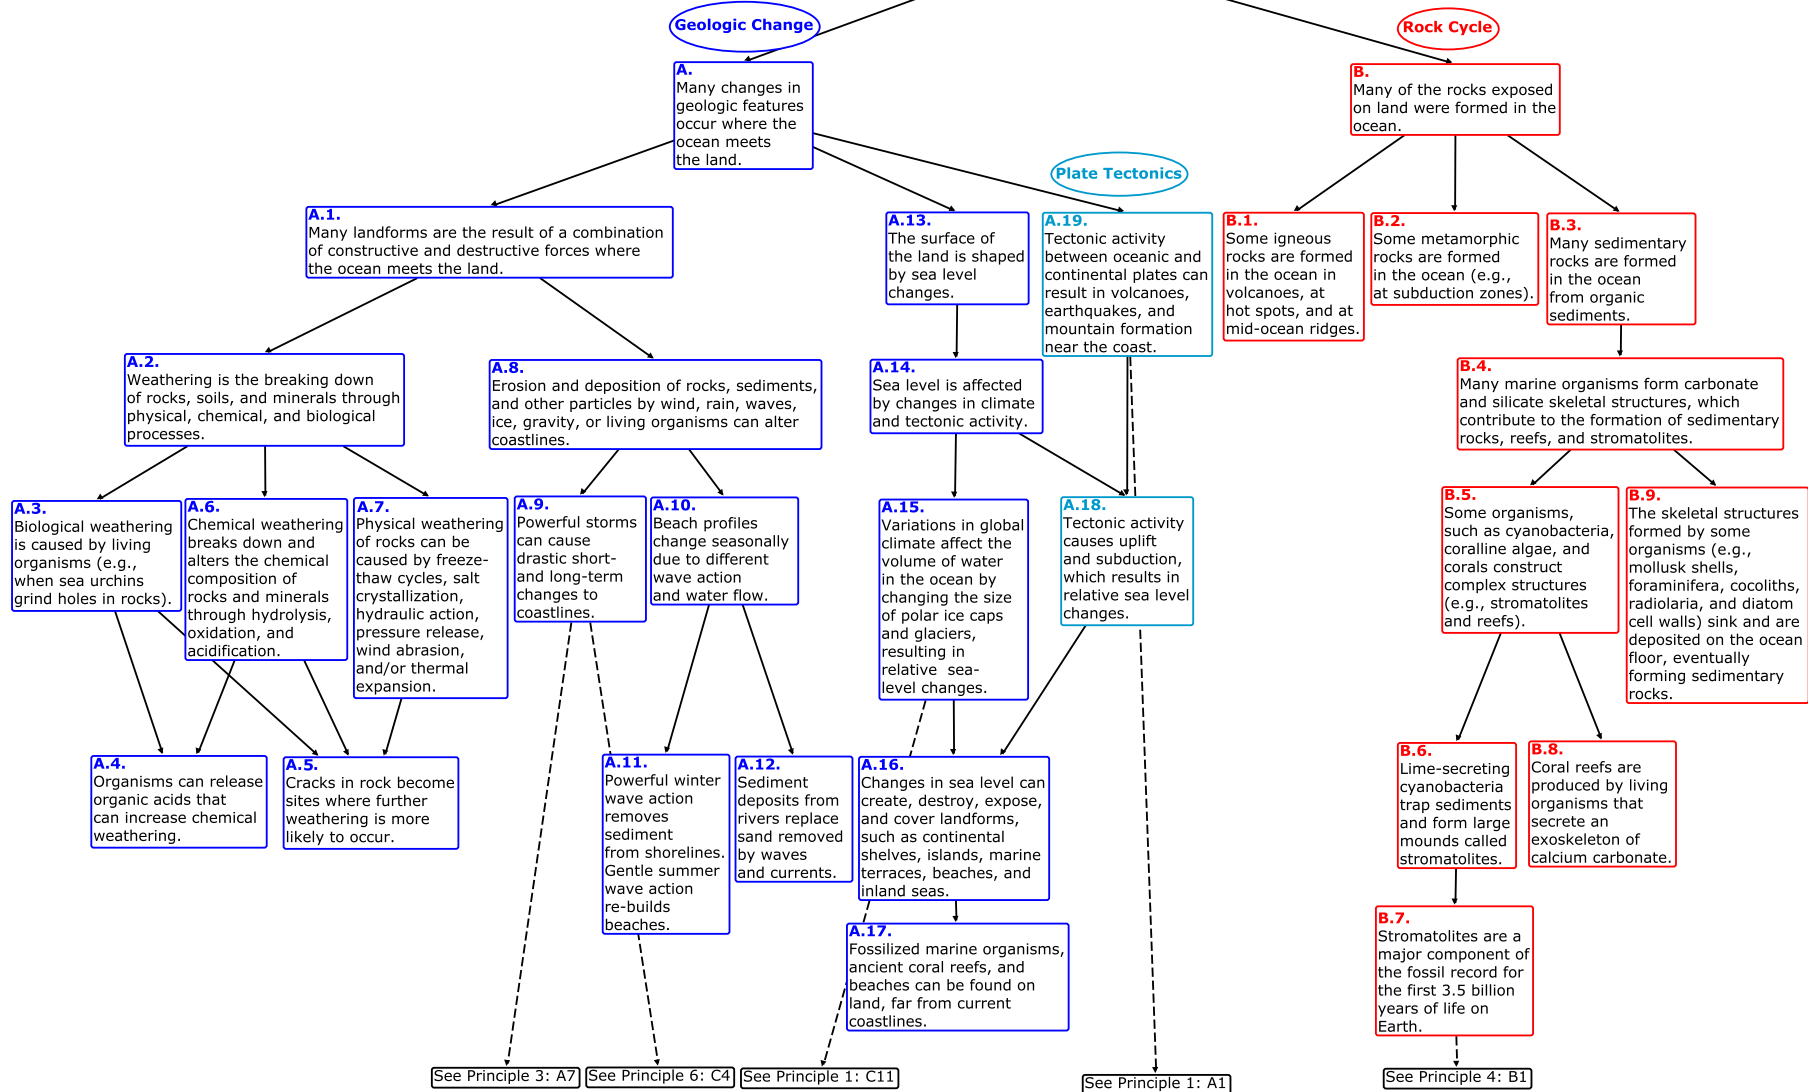 Geologic Change
Rock Cycle
A.
Many changes in
geologic features
occur where the
ocean meets
the land.
B.
Many of the rocks exposed
on land were formed in the
ocean.
Plate Tectonics
A.1.
Many landforms are the result of a combination
of constructive and destructive forces where
the ocean meets the land.
A.13.
The surface of
the land is shaped
by sea level
changes.
A.19.
Tectonic activity
between oceanic and
continental plates can
result in volcanoes,
earthquakes, and
mountain formation
near the coast.
B.1.
Some igneous
rocks are formed
in the ocean in
volcanoes, at
hot spots, and at
mid-ocean ridges.
B.2.
Some metamorphic
rocks are formed
in the ocean (e.g.,
at subduction zones).
B.3.
Many sedimentary
rocks are formed
in the ocean
from organic
sediments.
A.2.
Weathering is the breaking down
of rocks, soils, and minerals through
physical, chemical, and biological
processes.
A.8.
Erosion and deposition of rocks, sediments,
and other particles by wind, rain, waves,
ice, gravity, or living organisms can alter
coastlines.
A.14.
Sea level is affected
by changes in climate
and tectonic activity.
B.4.
Many marine organisms form carbonate
and silicate skeletal structures, which
contribute to the formation of sedimentary
rocks, reefs, and stromatolites.
A.3.
Biological weathering
is caused by living
organisms (e.g.,
when sea urchins
grind holes in rocks).
A.6.
Chemical weathering
breaks down and
alters the chemical
composition of
rocks and minerals
through hydrolysis,
oxidation, and
acidification.
A.7.
Physical weathering
of rocks can be
caused by freeze-
thaw cycles, salt
crystallization,
hydraulic action,
pressure release,
wind abrasion,
and/or thermal
expansion.
A.9.
Powerful storms
can cause
drastic short-
and long-term
changes to
coastlines.
A.10.
Beach profiles
change seasonally
due to different
wave action
and water flow.
A.15.
Variations in global
climate affect the
volume of water
in the ocean by
changing the size
of polar ice caps
and glaciers,
resulting in
relative  sea-
level changes.
A.18.
Tectonic activity
causes uplift
and subduction,
which results in
relative sea level
changes.
B.5.
Some organisms,
such as cyanobacteria,
coralline algae, and
corals construct
complex structures
(e.g., stromatolites
and reefs).
B.9.
The skeletal structures
formed by some
organisms (e.g.,
mollusk shells,
foraminifera, cocoliths,
radiolaria, and diatom
cell walls) sink and are
deposited on the ocean
floor, eventually
forming sedimentary
rocks.
A.4.
Organisms can release
organic acids that
can increase chemical
weathering.
A.5.
Cracks in rock become
sites where further
weathering is more
likely to occur.
A.11.
Powerful winter
wave action
removes
sediment
from shorelines.
Gentle summer
wave action
re-builds
beaches.
A.12.
Sediment
deposits from
rivers replace
sand removed
by waves
and currents.
A.16.
Changes in sea level can
create, destroy, expose,
and cover landforms,
such as continental
shelves, islands, marine
terraces, beaches, and
inland seas.
B.6.
Lime-secreting
cyanobacteria
trap sediments
and form large
mounds called
stromatolites.
B.8.
Coral reefs are
produced by living
organisms that
secrete an
exoskeleton of
calcium carbonate.
A.17.
Fossilized marine organisms,
ancient coral reefs, and
beaches can be found on
land, far from current
coastlines.
B.7.
Stromatolites are a
major component of
the fossil record for
the first 3.5 billion
years of life on
Earth.
See Principle 3: A7
See Principle 6: C4
See Principle 1: C11
See Principle 1: A1
See Principle 4: B1